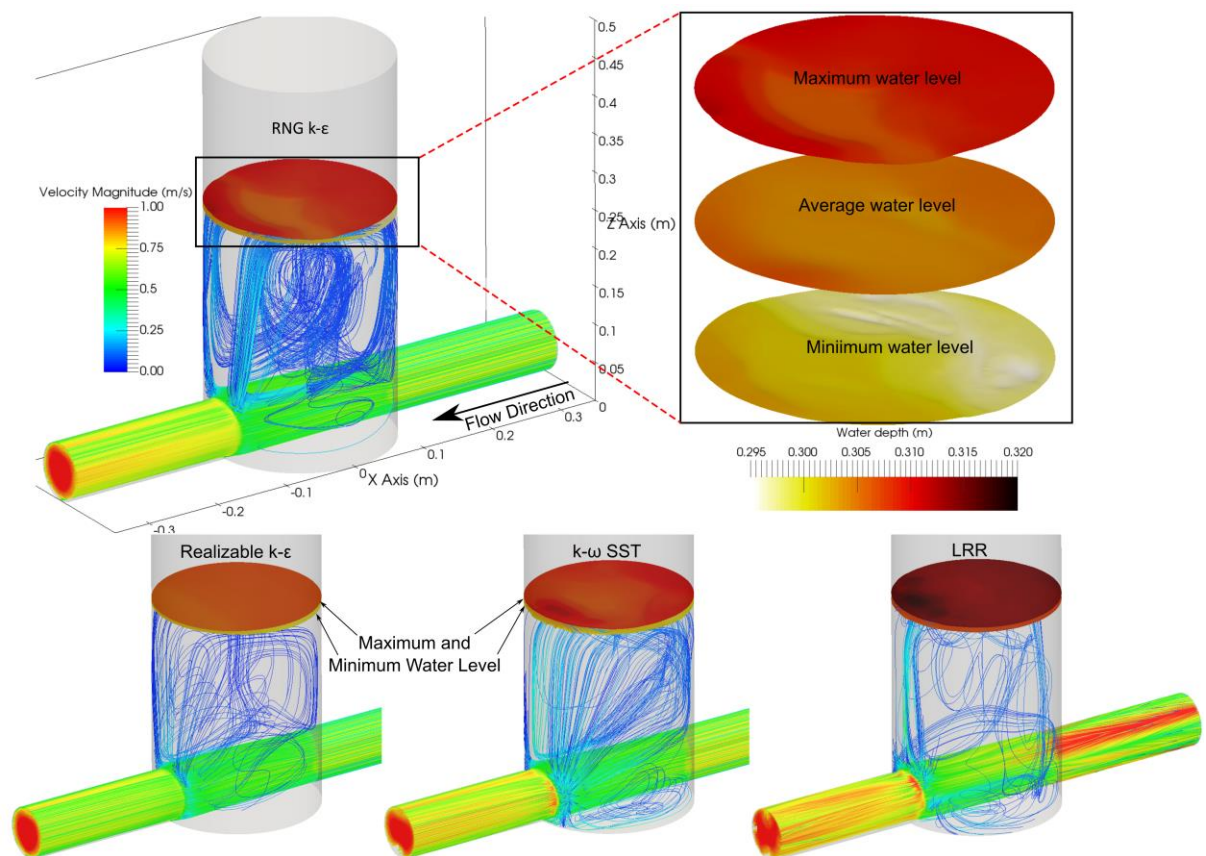 RNG k-ε
Velocity Magnitude (m/s)
1.00
0.75
0.5
0.25
0.00
0.5
0.45
0.4
0.35
0.3
0.25
Z Axis (m)
0.2
0.15
0.1
0.05
0
Flow Direction
0.3
0.2
0.1
0
X Axis (m)
-0.1
-0.2
-0.3
Maximum water level
Average water level
Miniimum water level
Water depth (m)
0.295 0.300 0.305 0.310 0.315 0.320
Realizable k-ε
k-ω SST
LRR
Maximum and
Minimum Water Level